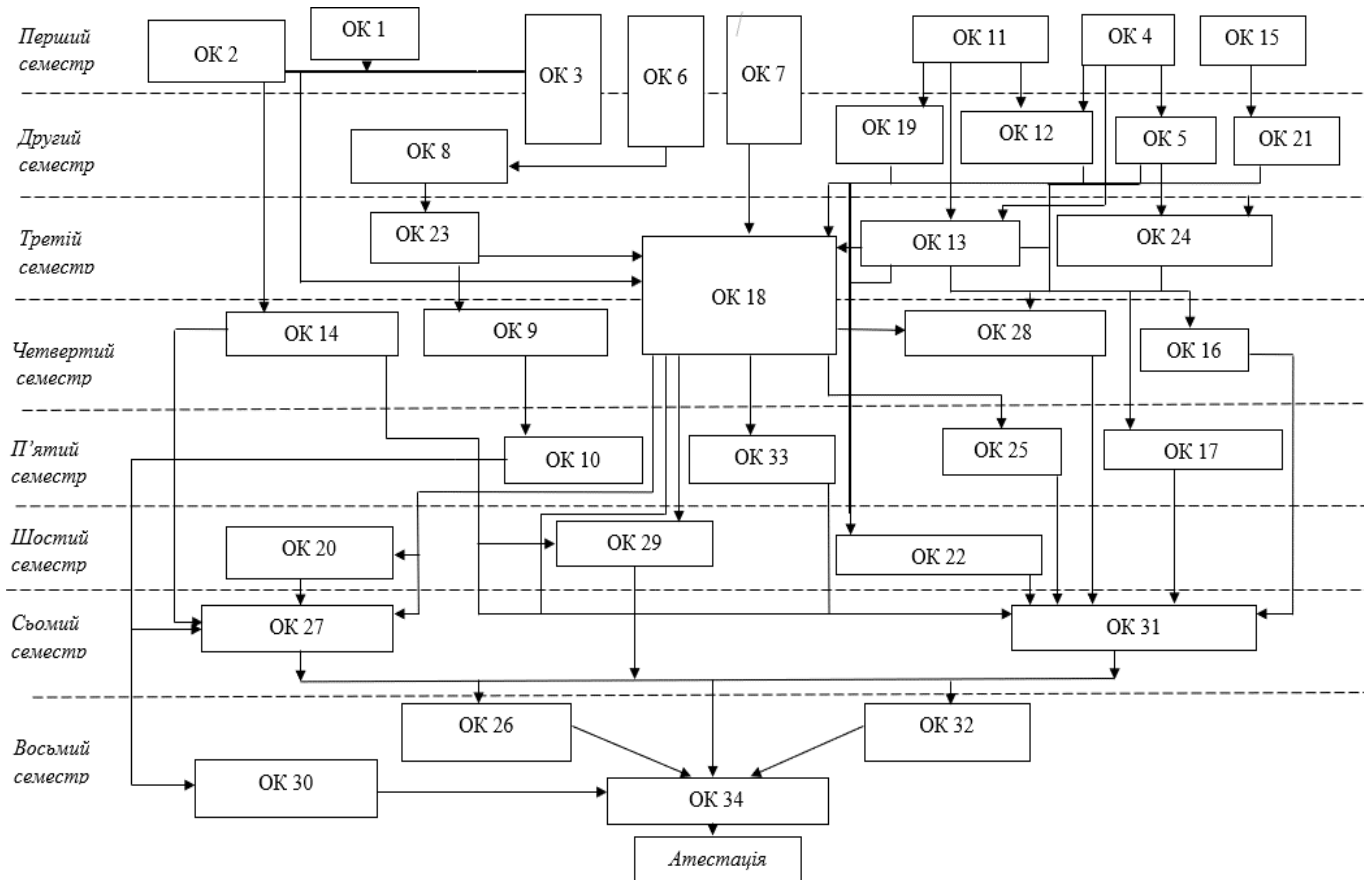 Перший
семестр
ОК 2
ОК 1
ОК 3
ОК 6
ОК 7
ОК 11
ОК 4
ОК 15
Другий
семестр
ОК 8
ОК 19
ОК 12
ОК 5
ОК 21
Третій
семестр
ОК 23
ОК 18
ОК 13
ОК 24
Четвертий
семестр
ОК 14
ОК 9
ОК 28
ОК 16
П’ятий
семестр
ОК 10
ОК 33
ОК 25
ОК 17
Шостий
семестр
ОК 20
ОК 29
ОК 22
Сьомий
семестр
ОК 27
ОК 31
Восьмий
семестр
ОК 26
ОК 32
ОК 30
ОК 34
Атестація